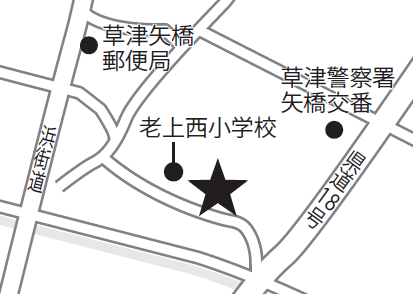 草津矢橋
郵便局
草津警察署
矢橋交番
老上西小学校
浜街道
県道18号